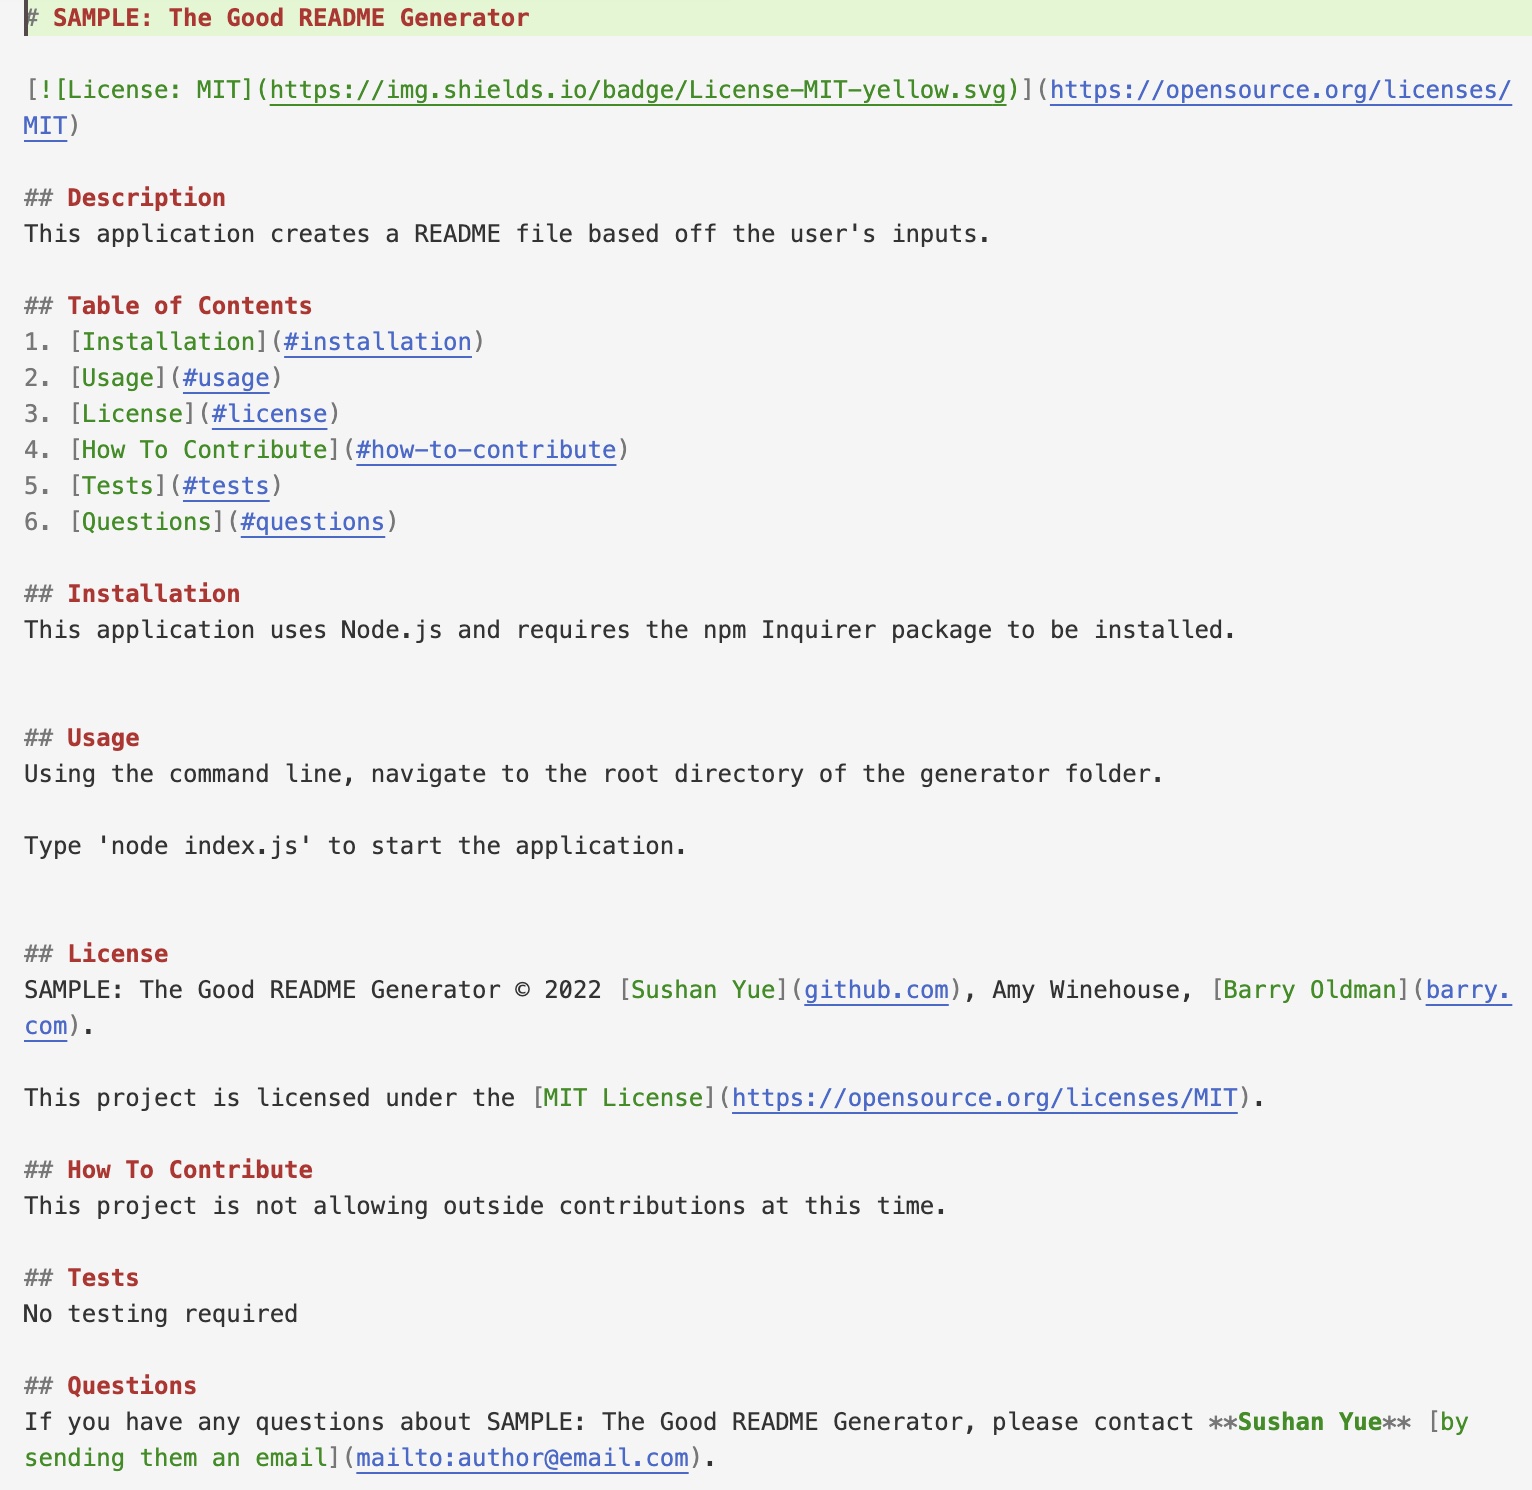 # SAMPLE: The Good README Generator
[![License: MIT](https://img.shields.io/badge/License-MIT-yellow.svg)](https://opensource.org/licenses/
MIT)
## Description
This application creates a README file based off the user's inputs.
## Table of Contents
1. [Installation](#installation)
2. [Usage](#usage)
3. [License](#license)
4. [How To Contribute](#how-to-contribute)
5. [Tests](#tests)
6. [Questions](#questions)
## Installation
This application uses Node.js and requires the npm Inquirer package to be installed.
## Usage
Using the command line, navigate to the root directory of the generator folder.
Type 'node index.js' to start the application.
## License
SAMPLE: The Good README Generator © 2022 [Sushan Yue](github.com), Amy Winehouse, [Barry Oldman](barry.
com).
This project is licensed under the [MIT License](https://opensource.org/licenses/MIT).
## How To Contribute
This project is not allowing outside contributions at this time.
## Tests
No testing required
## Questions
If you have any questions about SAMPLE: The Good README Generator, please contact **Sushan Yue** [by
sending them an email](mailto:author@email.com).